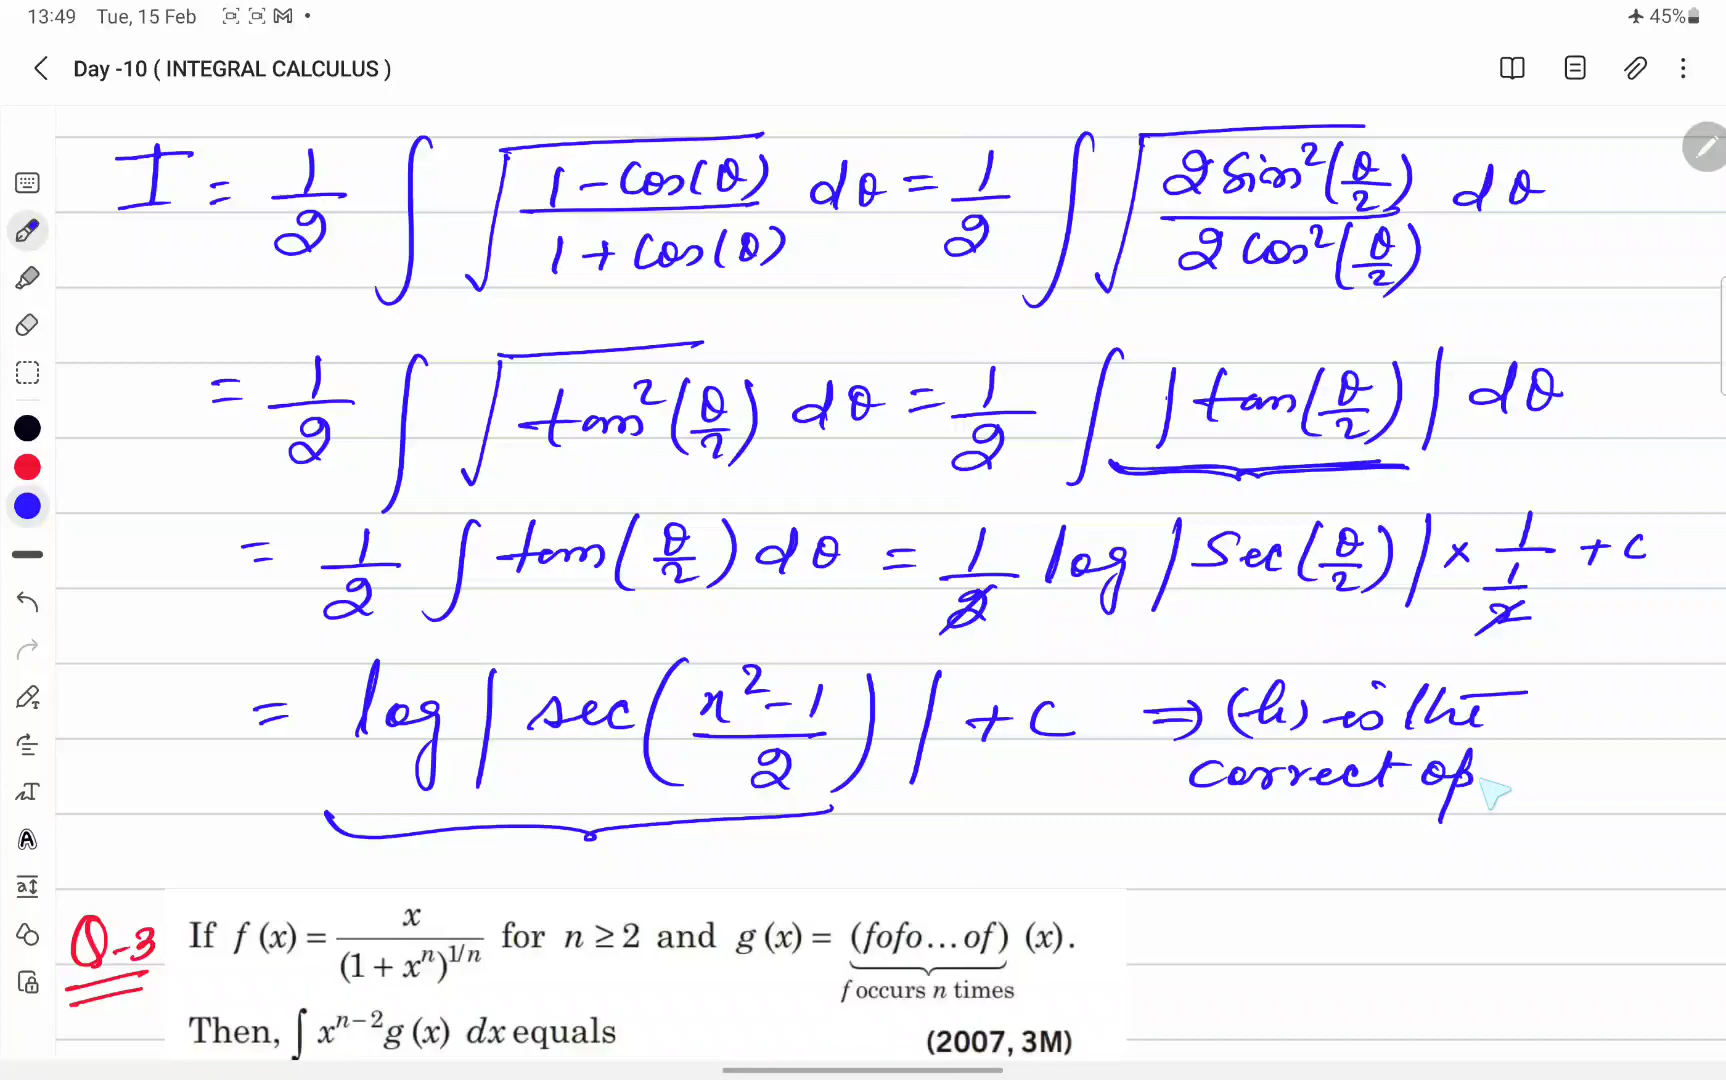 13:49 Tue, 15 Feb 45%
Day -10 ( INTEGRAL CALCULUS )
I = 1/2 ∫ √((1 - cos(θ))/(1 + cos(θ))) dθ = 1/2 ∫ √((2 sin²(θ/2))/(2 cos²(θ/2))) dθ
= 1/2 ∫ √(tan²(θ/2)) dθ = 1/2 ∫ |tan(θ/2)| dθ
= 1/2 ∫ tan(θ/2) dθ = 1/2 log |Sec(θ/2)| × 1/(1/2) + c
= log | sec((x² - 1)/2) | + c ⇒ (b) is the
correct op
Q-3 If f (x) = x/(1 + xⁿ)^(1/n) for n ≥ 2 and g (x) = (fofo...of) (x).
f occurs n times
Then, ∫ xⁿ⁻² g (x) dx equals
(2007, 3M)